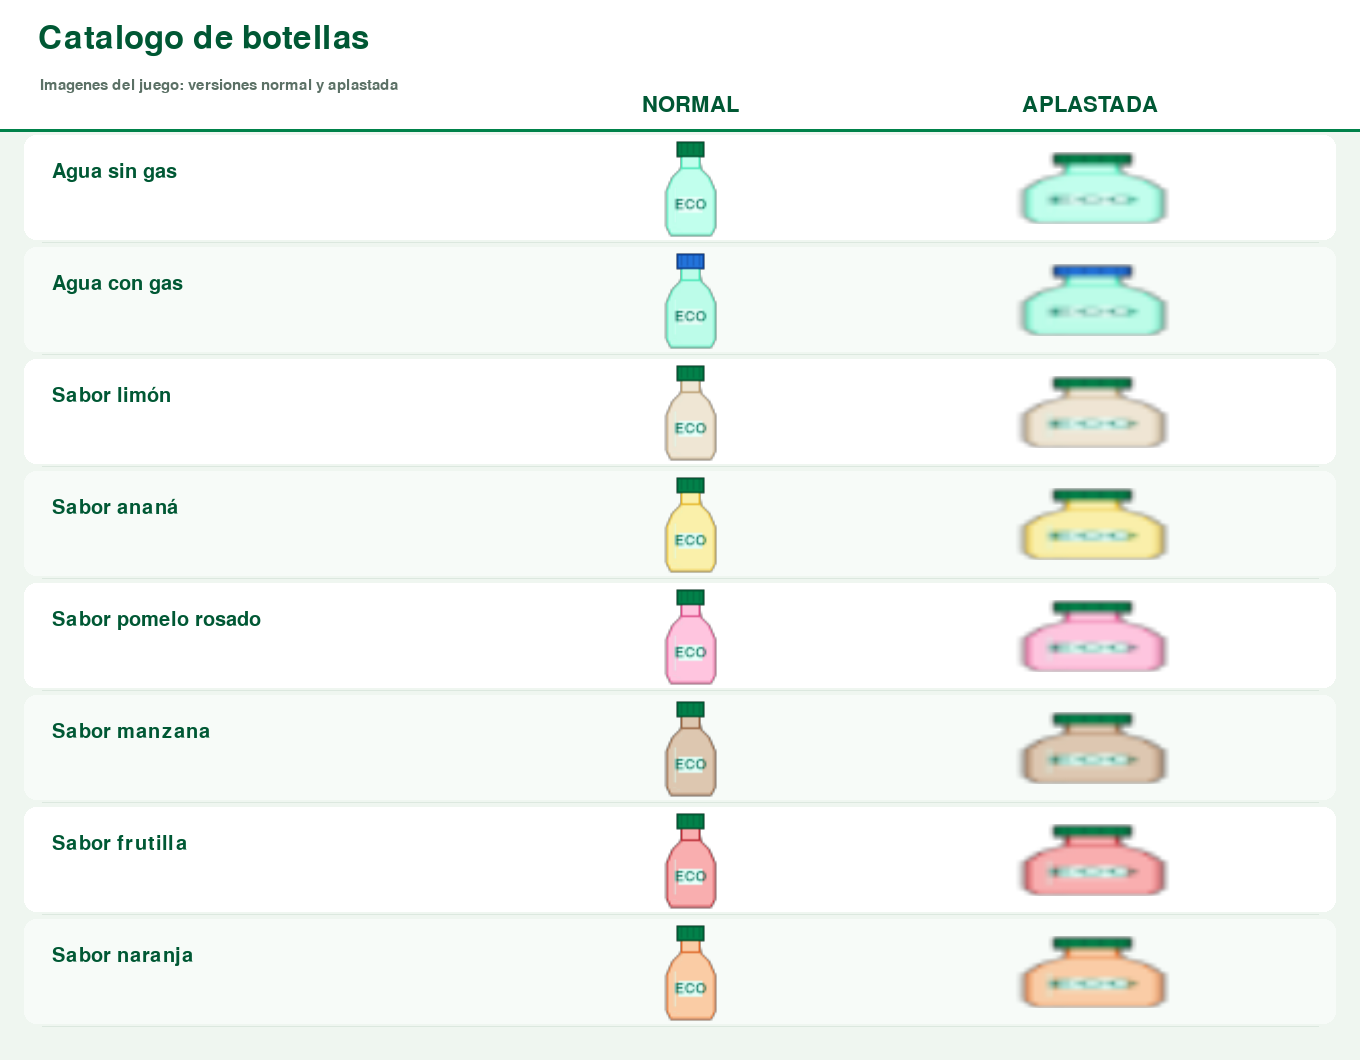 Catalogo de botellas
Imagenes del juego: versiones normal y aplastada
NORMAL APLASTADA
Agua sin gas
ECO
Agua con gas
ECO
Sabor limón
ECO
Sabor ananá
ECO
Sabor pomelo rosado
ECO
Sabor manzana
ECO
Sabor frutilla
ECO
Sabor naranja
ECO